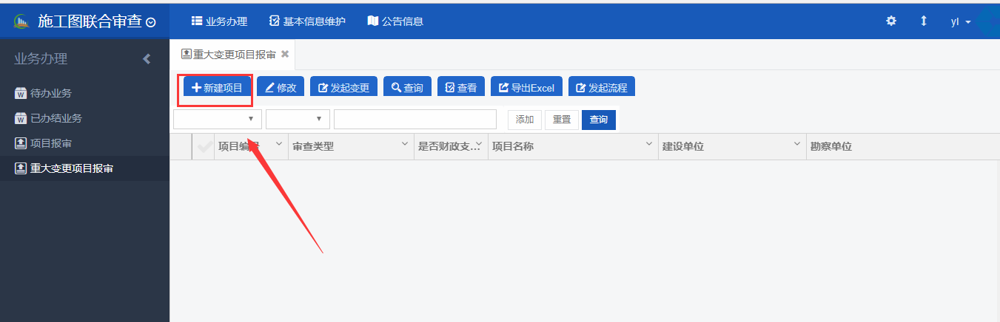 施工图联合审查
业务办理 基本信息维护 公告信息 yl
业务办理
待办业务
已办结业务
项目报审
重大变更项目报审
重大变更项目报审
新建项目 修改 发起变更 查询 查看 导出Excel 发起流程
添加 重置 查询
项目编号 审查类型 是否财政支... 项目名称 建设单位 勘察单位